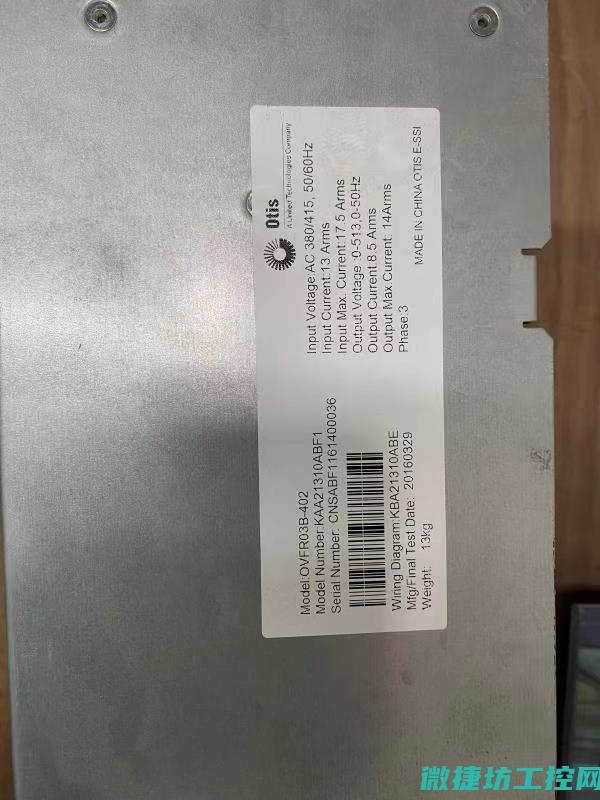 Otis
A United Technologies Company
Model:OVFR03B-402
Model Number:KAA21310ABF1
Serial Number: CNSABF1161400036
Wiring Diagram:KBA21310ABE
Mfg/Final Test Date: 20160329
Weight: 13kg
Input Voltage:AC 380/415, 50/60Hz
Input Current:13 Arms
Input Max. Current:17.5 Arms
Output Voltage :0-513,0-50Hz
Output Current:8.5 Arms
Output Max.Current: 14Arms
Phase:3
MADE IN CHINA OTIS E-SSI
微捷坊工控网